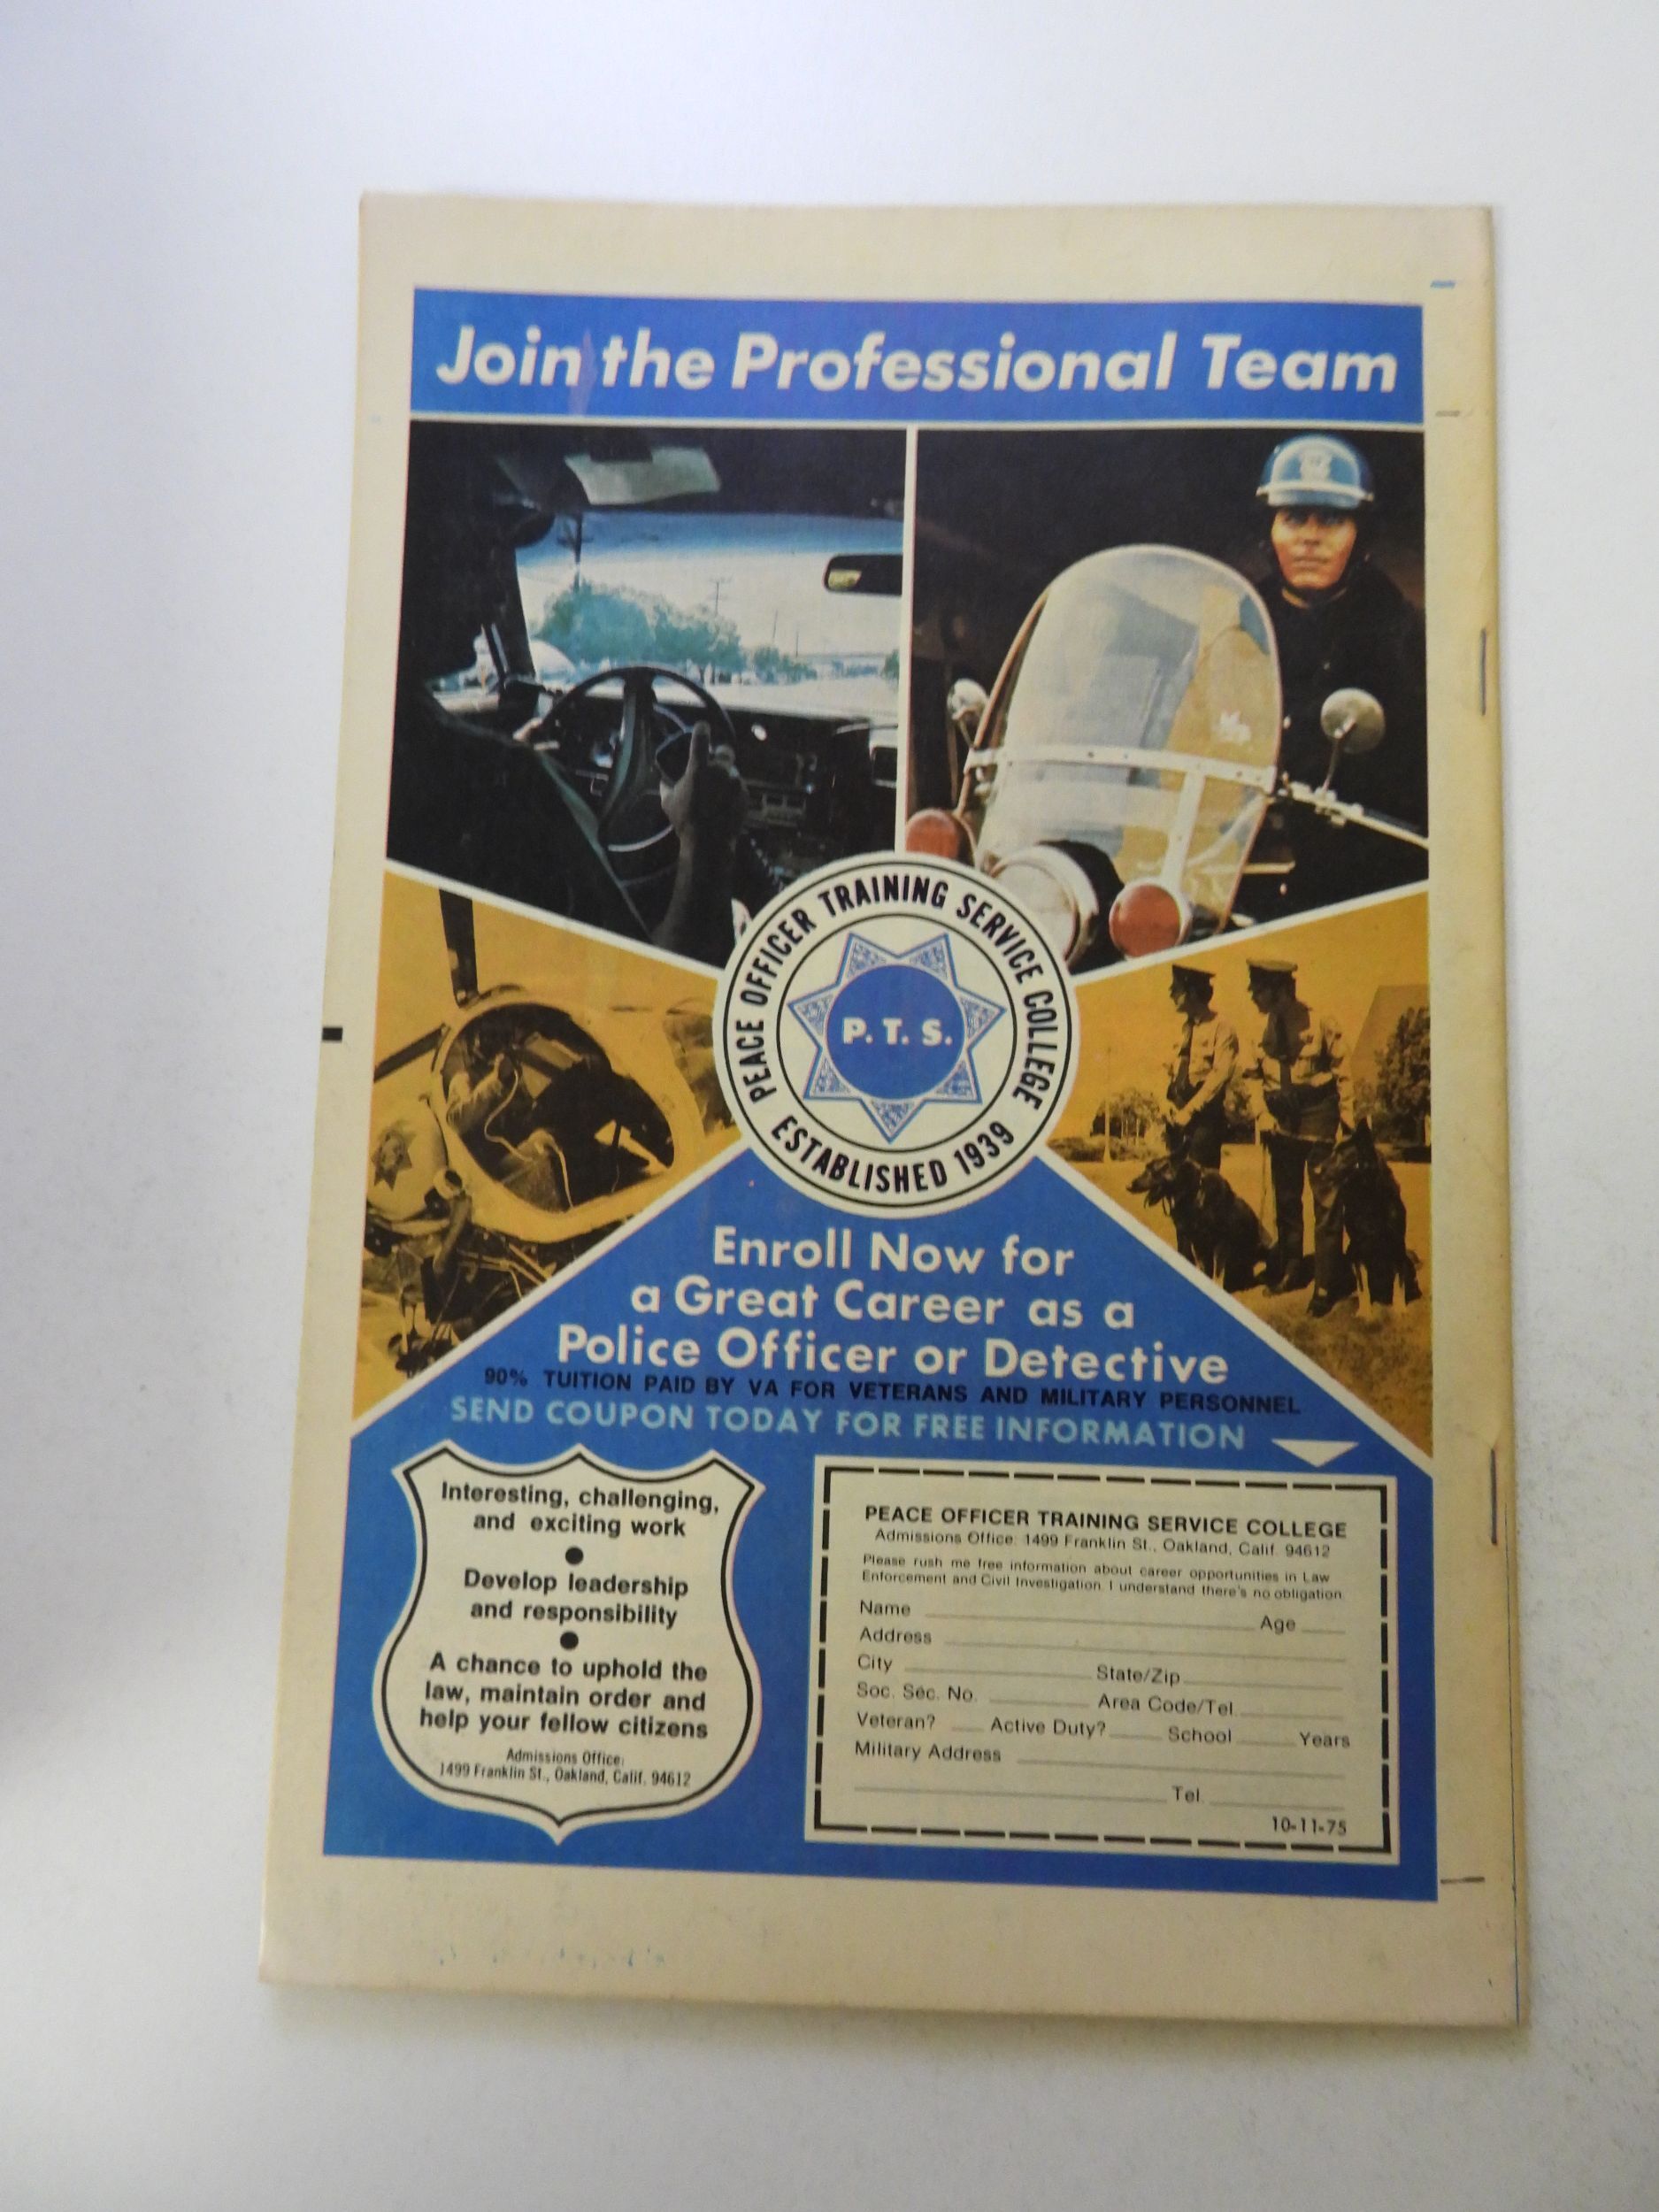 Join the Professional Team
PEACE OFFICER TRAINING SERVICE COLLEGE
P. T. S.
ESTABLISHED 1939
Enroll Now for
a Great Career as a
Police Officer or Detective
90% TUITION PAID BY VA FOR VETERANS AND MILITARY PERSONNEL
SEND COUPON TODAY FOR FREE INFORMATION
Interesting, challenging,
and exciting work
●
Develop leadership
and responsibility
●
A chance to uphold the
law, maintain order and
help your fellow citizens
Admissions Office:
1499 Franklin St., Oakland, Calif. 94612
PEACE OFFICER TRAINING SERVICE COLLEGE
Admissions Office: 1499 Franklin St., Oakland, Calif. 94612
Please rush me free information about career opportunities in Law
Enforcement and Civil Investigation. I understand there's no obligation.
Name Age
Address
City State/Zip
Soc. Sec. No. Area Code/Tel.
Veteran? Active Duty? School Years
Military Address
Tel.
10-11-75